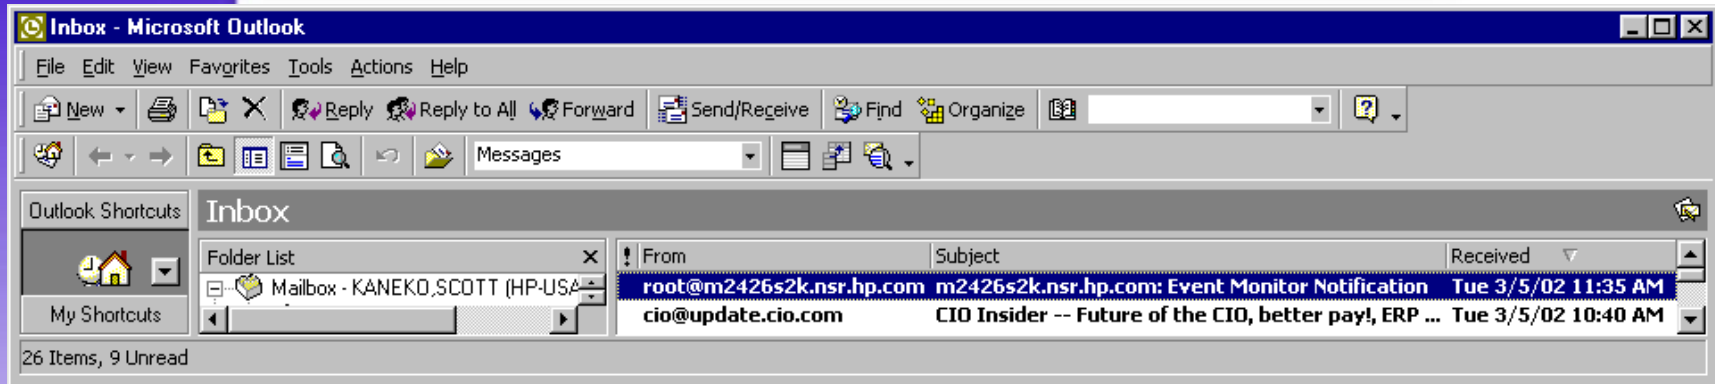 Inbox - Microsoft Outlook
File Edit View Favorites Tools Actions Help
New Reply Reply to All Forward Send/Receive Find Organize
Messages
Outlook Shortcuts Inbox
Folder List ! From Subject Received
Mailbox - KANEKO,SCOTT (HP-USA root@m2426s2k.nsr.hp.com m2426s2k.nsr.hp.com: Event Monitor Notification Tue 3/5/02 11:35 AM
My Shortcuts cio@update.cio.com CIO Insider -- Future of the CIO, better pay!, ERP ... Tue 3/5/02 10:40 AM
26 Items, 9 Unread